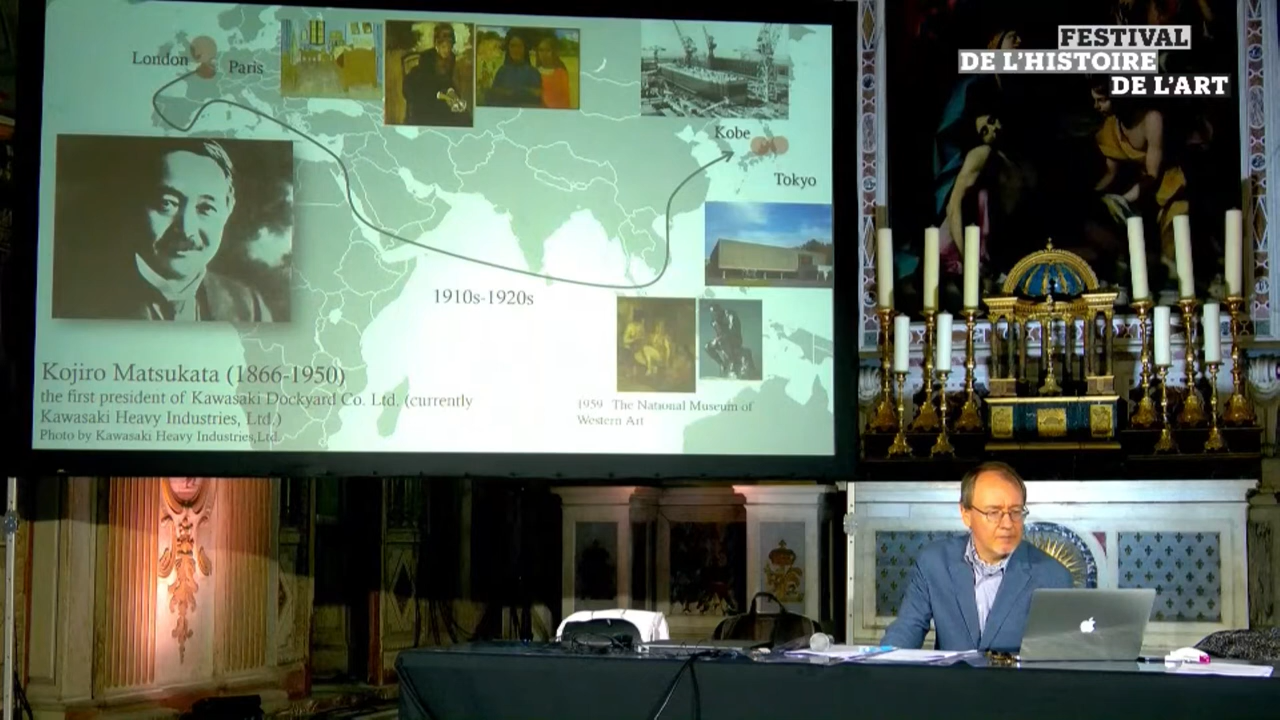 FESTIVAL
DE L'HISTOIRE
DE L'ART
London
Paris
Kobe
Tokyo
1910s-1920s
Kojiro Matsukata (1866-1950)
the first president of Kawasaki Dockyard Co. Ltd. (currently
Kawasaki Heavy Industries, Ltd.)
Photo by Kawasaki Heavy Industries,Ltd.
1959 The National Museum of
Western Art